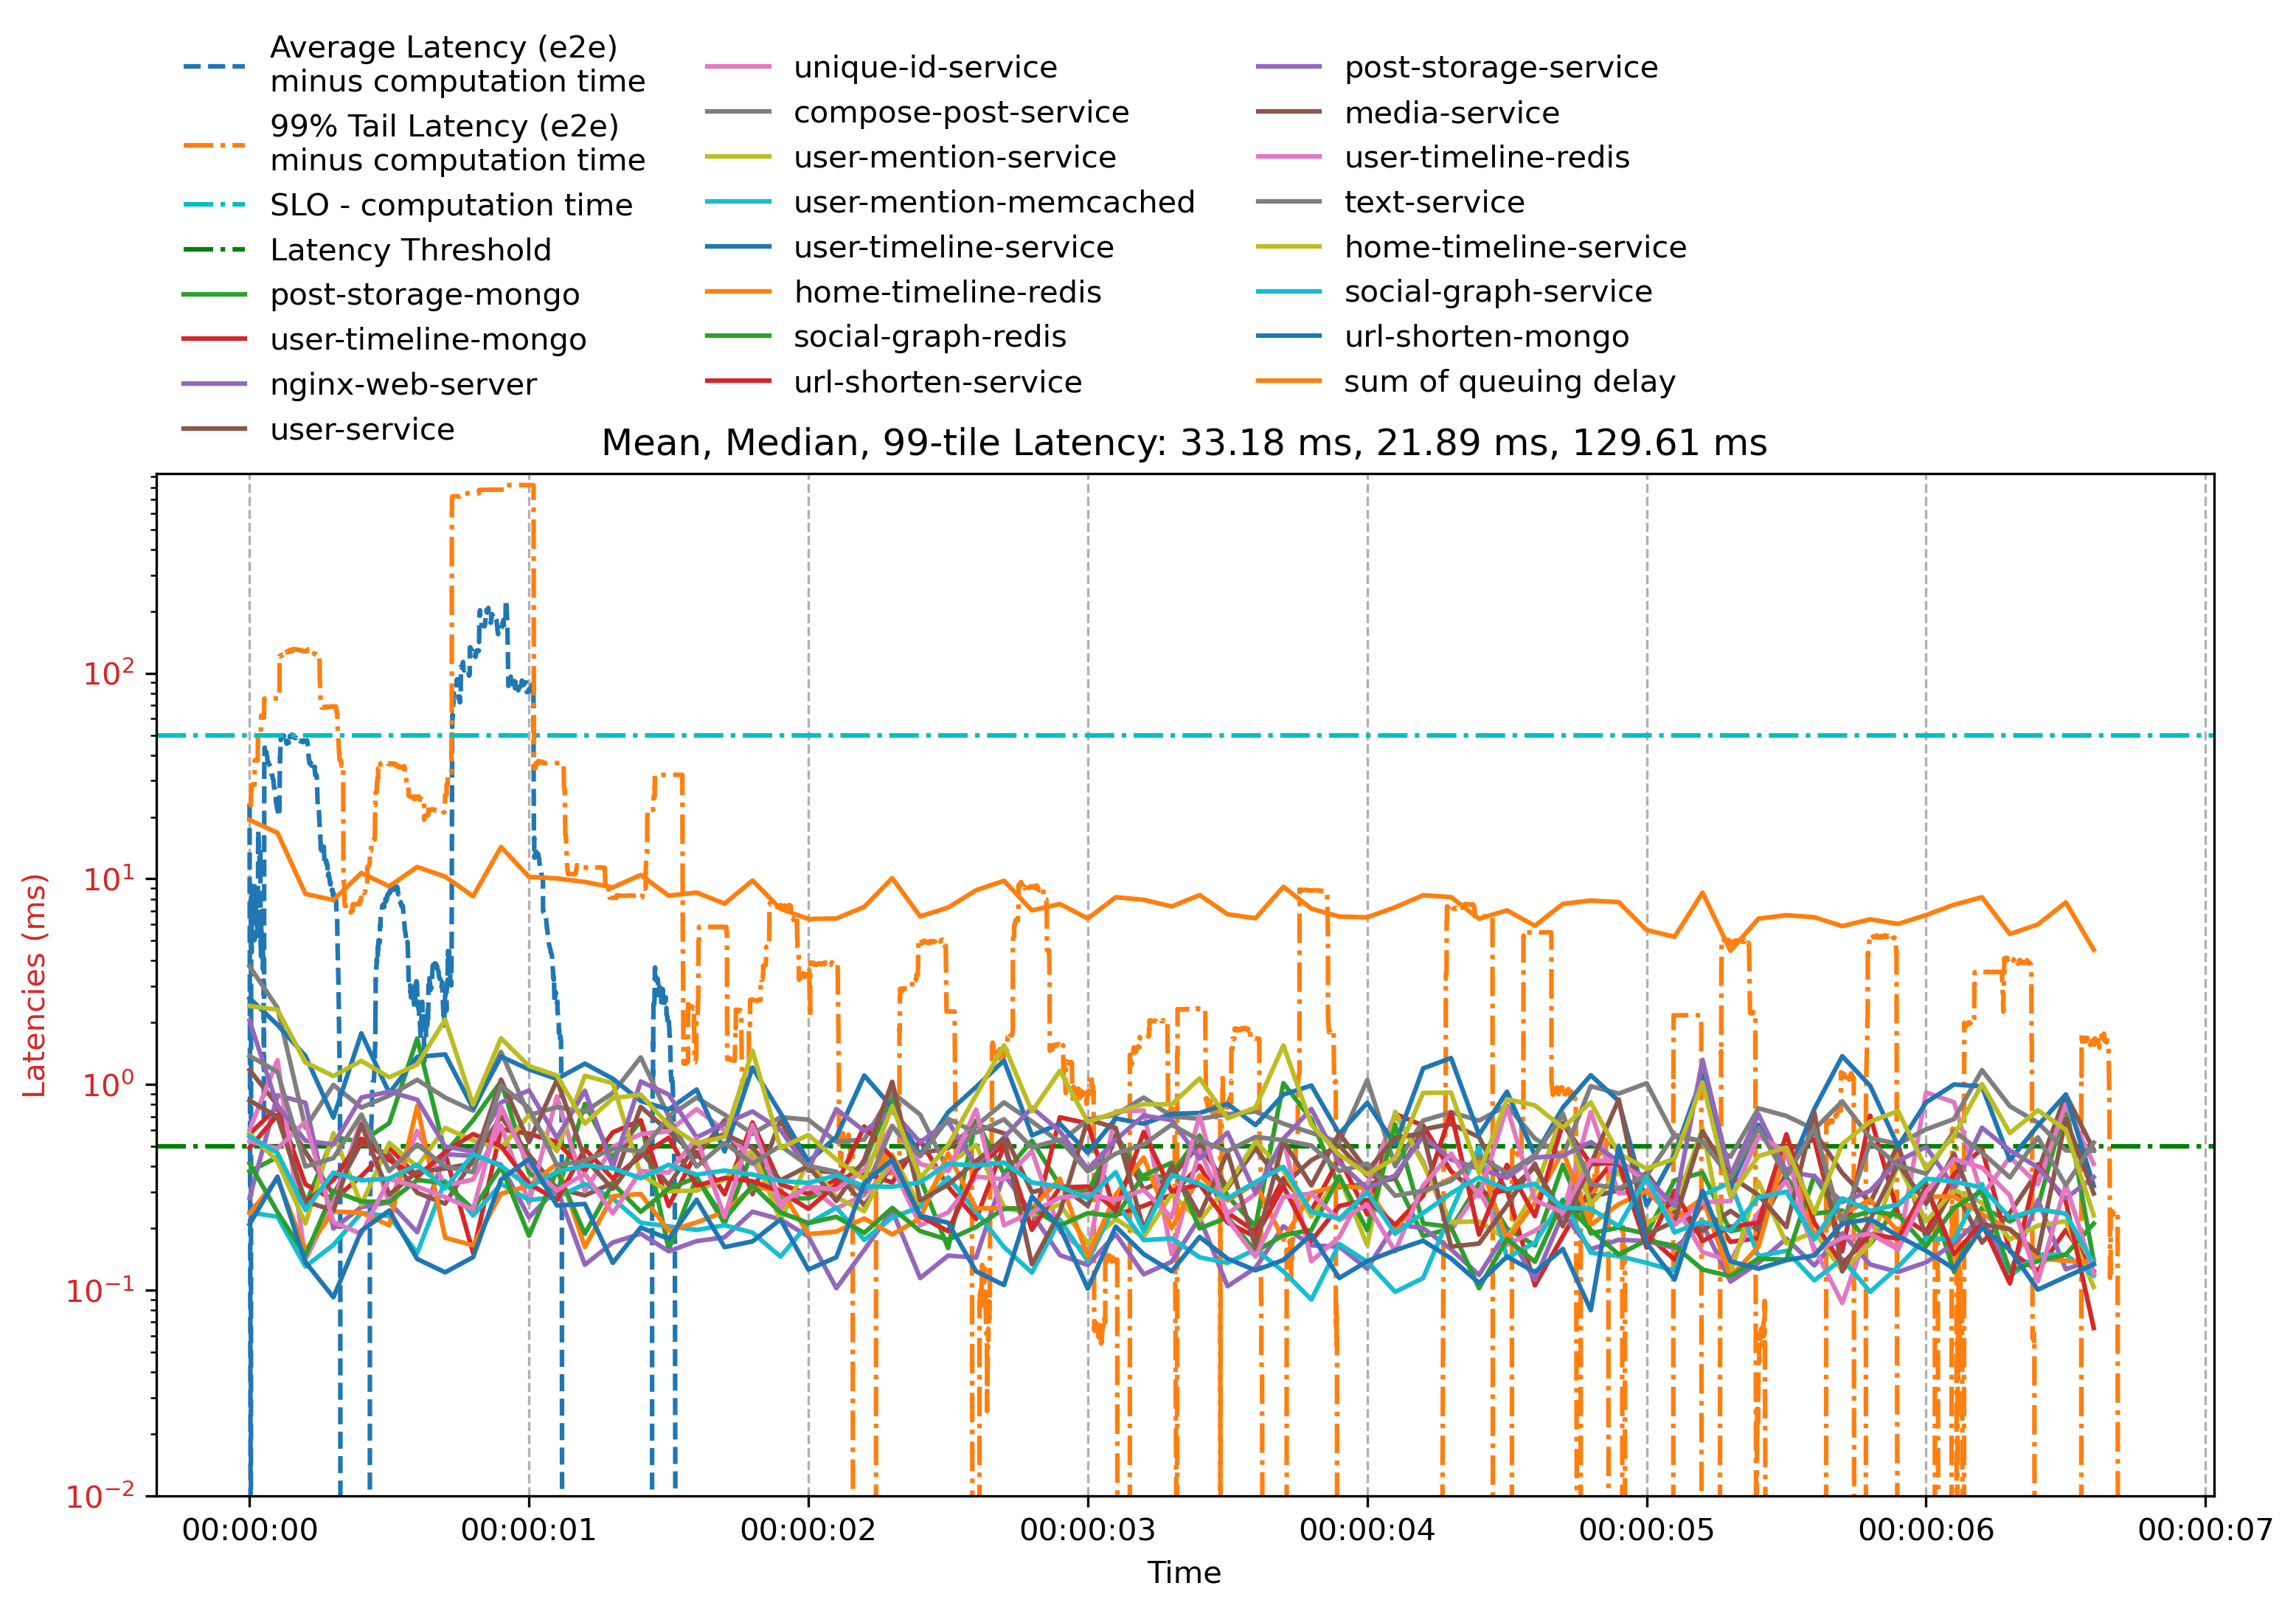 Average Latency (e2e)
minus computation time
99% Tail Latency (e2e)
minus computation time
SLO - computation time
Latency Threshold
post-storage-mongo
user-timeline-mongo
nginx-web-server
user-service
unique-id-service
compose-post-service
user-mention-service
user-mention-memcached
user-timeline-service
home-timeline-redis
social-graph-redis
url-shorten-service
post-storage-service
media-service
user-timeline-redis
text-service
home-timeline-service
social-graph-service
url-shorten-mongo
sum of queuing delay
Mean, Median, 99-tile Latency: 33.18 ms, 21.89 ms, 129.61 ms
Latencies (ms)
10²
10¹
10⁰
10⁻¹
10⁻²
00:00:00 00:00:01 00:00:02 00:00:03 00:00:04 00:00:05 00:00:06 00:00:07
Time